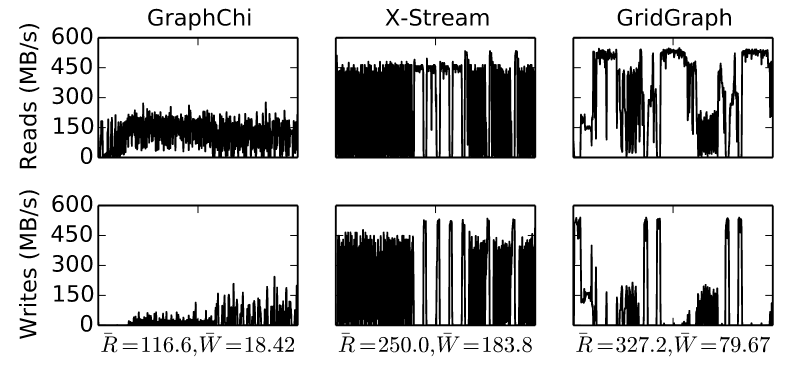 GraphChi X-Stream GridGraph
Reads (MB/s)
600
450
300
150
0
Writes (MB/s)
600
450
300
150
0
R̄=116.6,W̄=18.42 R̄=250.0,W̄=183.8 R̄=327.2,W̄=79.67